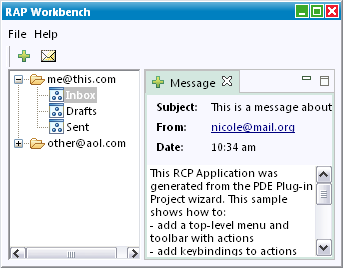 RAP Workbench
File Help
me@this.com
Inbox
Drafts
Sent
other@aol.com
Message
Subject: This is a message about
From: nicole@mail.org
Date: 10:34 am
This RCP Application was
generated from the PDE Plug-in
Project wizard. This sample
shows how to:
- add a top-level menu and
toolbar with actions
- add keybindings to actions